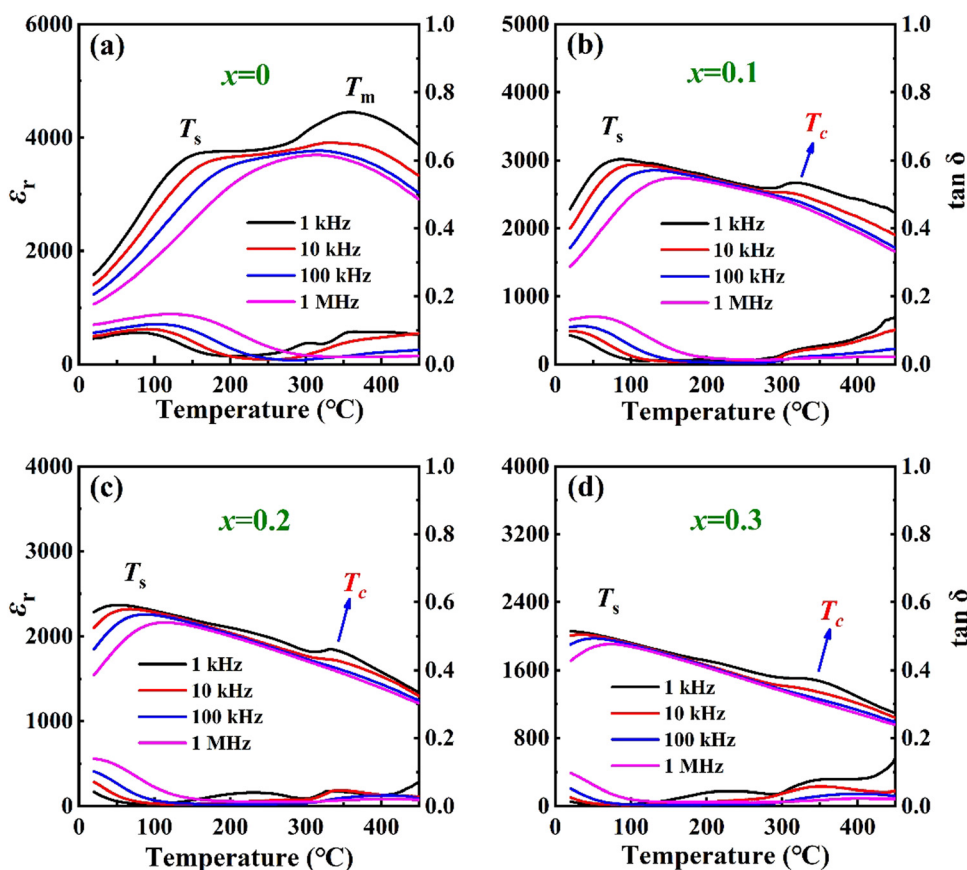 (a)
x=0
Tₛ
Tₘ
6000
4000
2000
0
εᵣ
1 kHz
10 kHz
100 kHz
1 MHz
1.0
0.8
0.6
0.4
0.2
0.0
0
100
200
300
400
Temperature (°C)
(b)
x=0.1
Tₛ
T_c
5000
4000
3000
2000
1000
0
1 kHz
10 kHz
100 kHz
1 MHz
1.0
0.8
0.6
0.4
0.2
0.0
tan δ
0
100
200
300
400
Temperature (°C)
(c)
x=0.2
Tₛ
T_c
4000
3000
2000
1000
0
εᵣ
1 kHz
10 kHz
100 kHz
1 MHz
1.0
0.8
0.6
0.4
0.2
0.0
0
100
200
300
400
Temperature (°C)
(d)
x=0.3
Tₛ
T_c
4000
3200
2400
1600
800
0
1 kHz
10 kHz
100 kHz
1 MHz
1.0
0.8
0.6
0.4
0.2
0.0
tan δ
0
100
200
300
400
Temperature (°C)